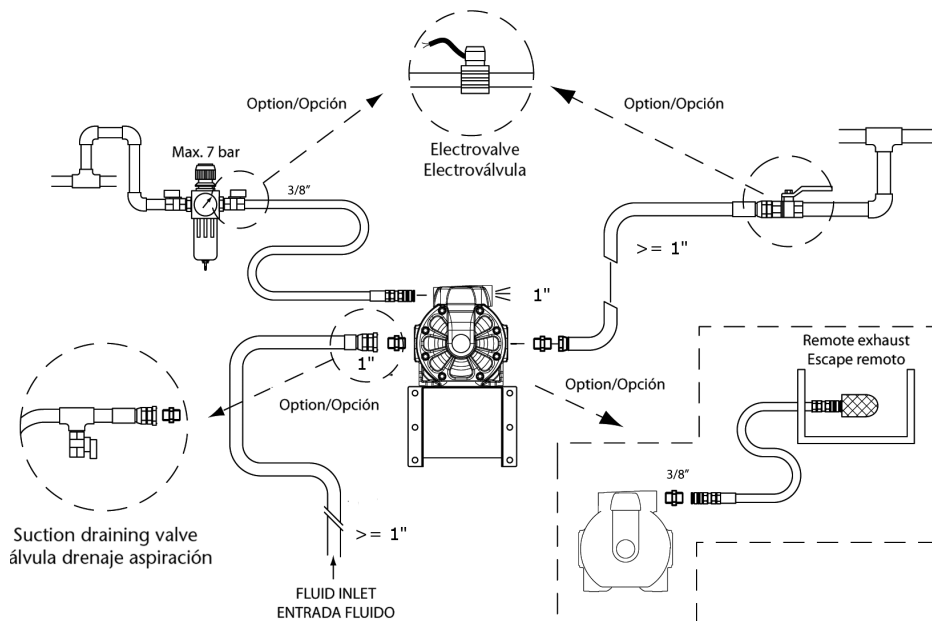 Option/Opción
Option/Opción
Electrovalve
Electroválvula
Max. 7 bar
3/8"
>= 1"
1"
1"
Option/Opción
Option/Opción
Remote exhaust
Escape remoto
3/8"
Suction draining valve
álvula drenaje aspiración
>= 1"
FLUID INLET
ENTRADA FLUIDO